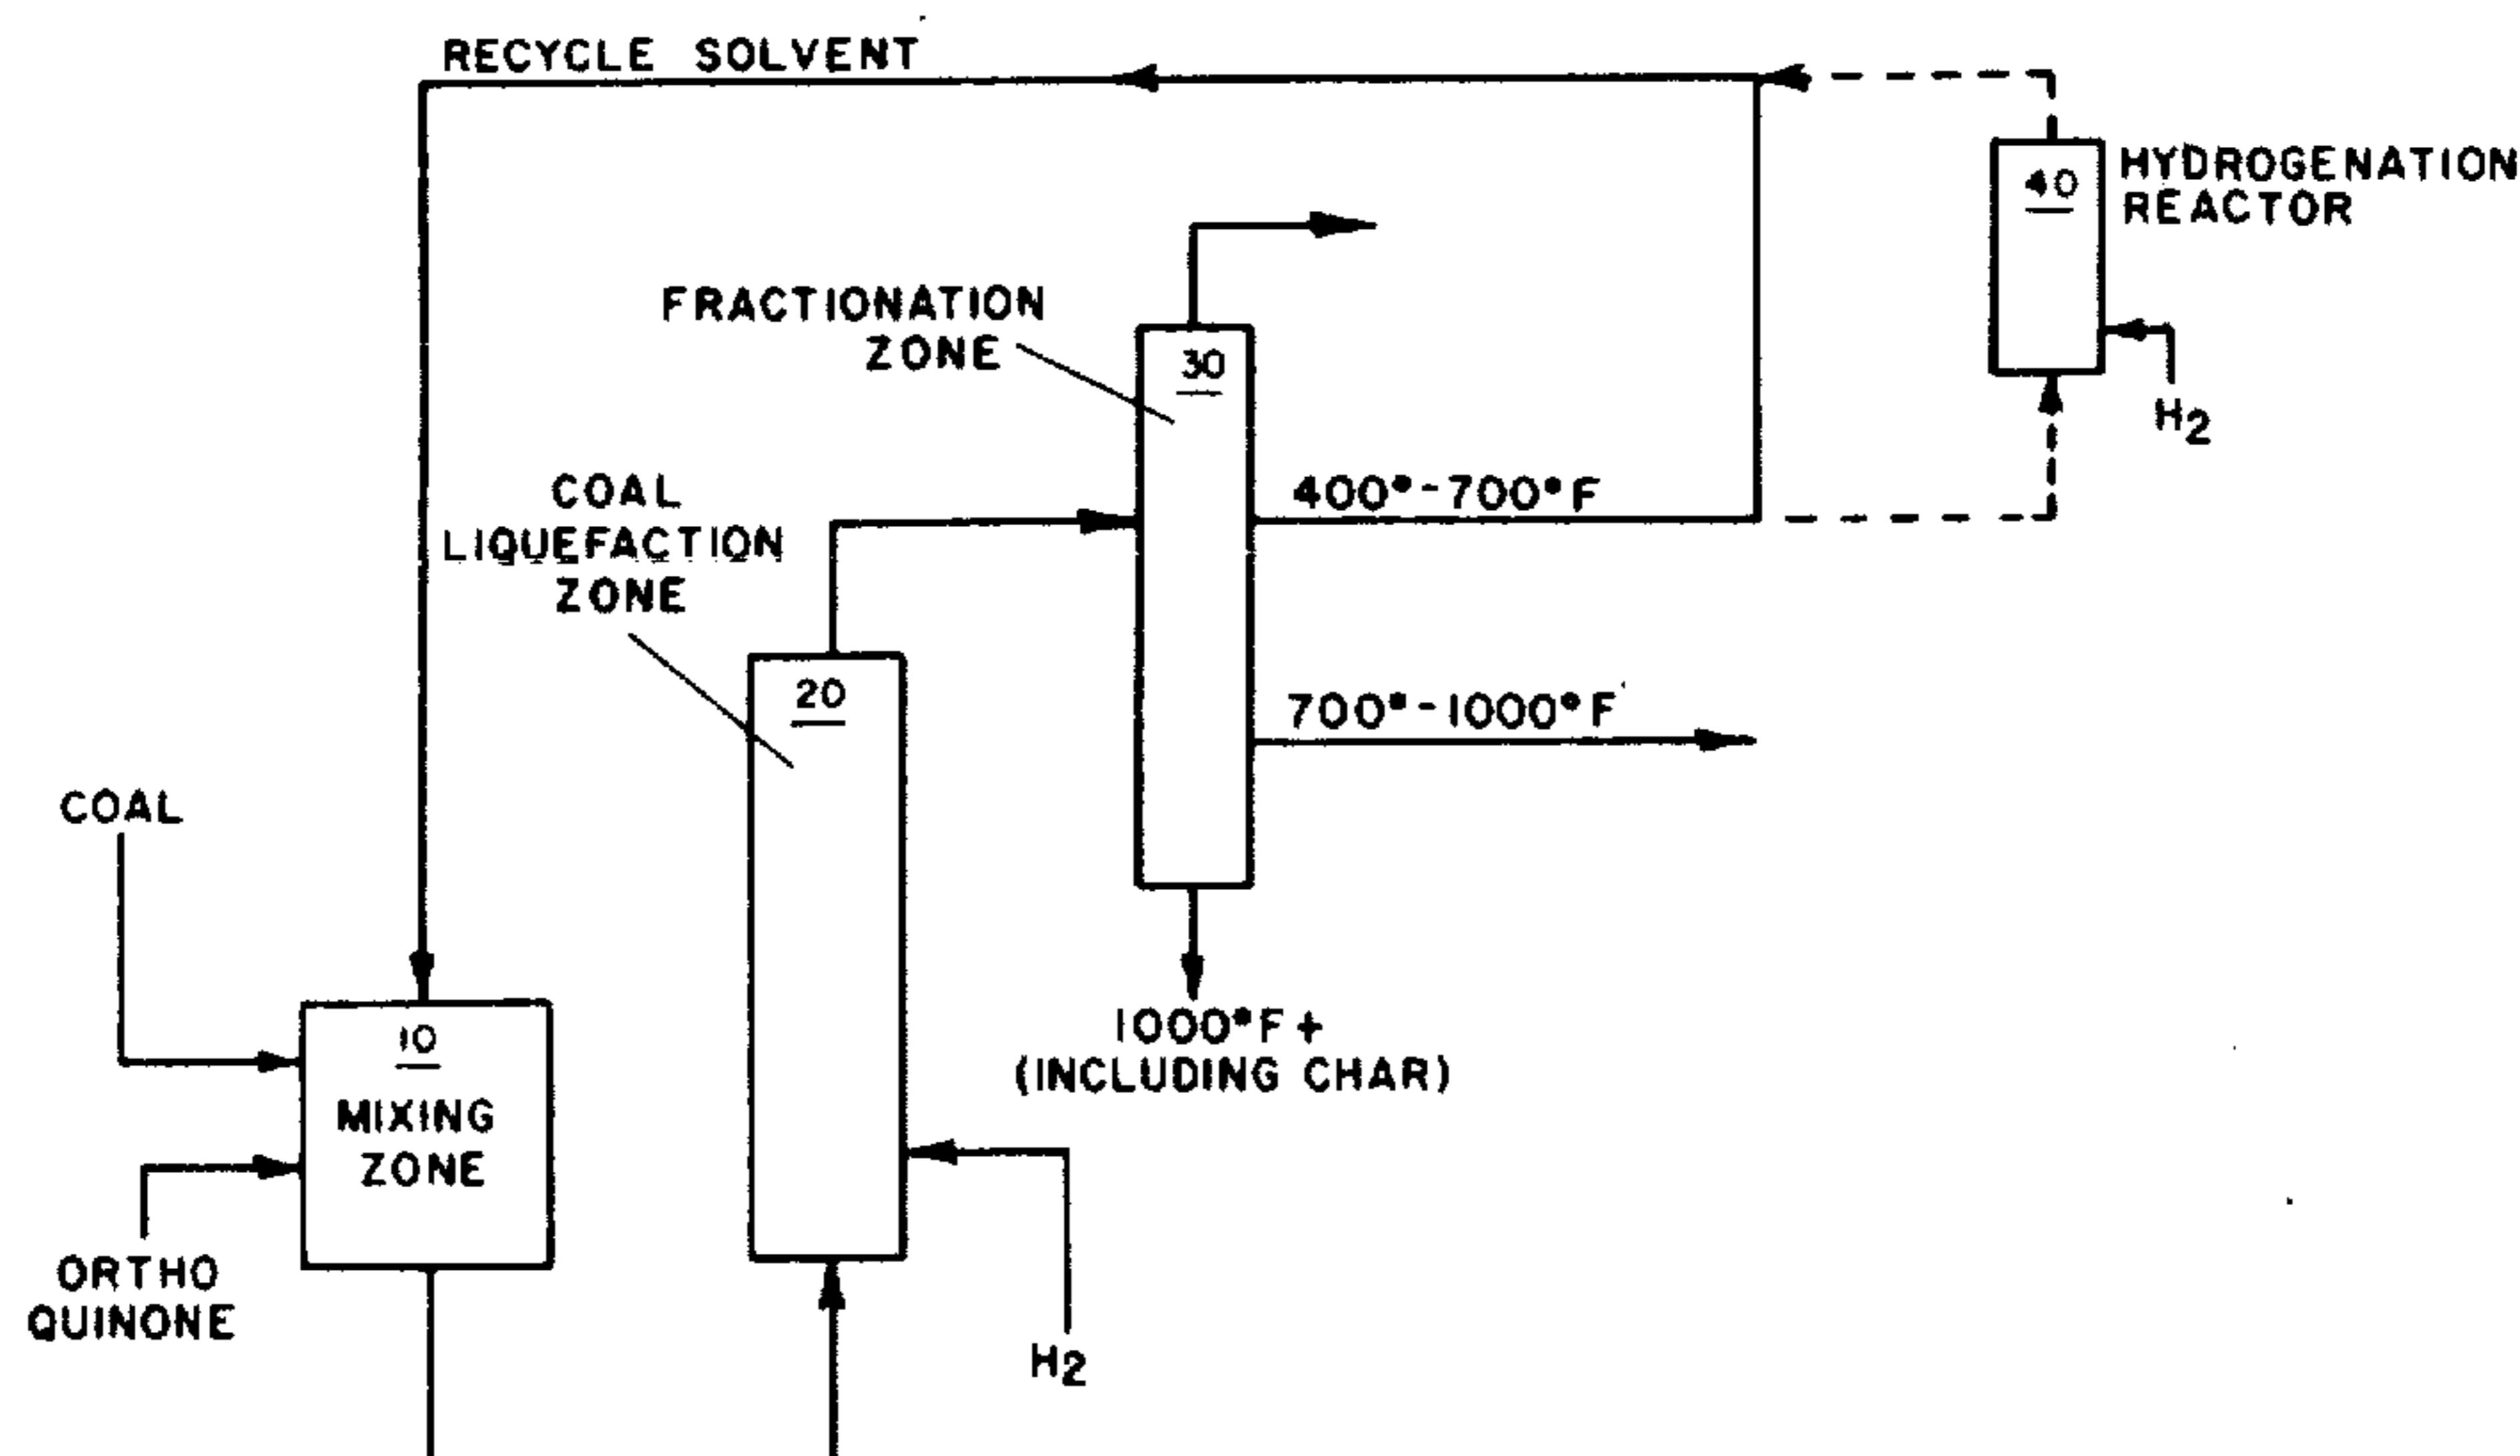 RECYCLE SOLVENT
40
HYDROGENATION
REACTOR
H2
FRACTIONATION
ZONE
30
400°-700°F
COAL
LIQUEFACTION
ZONE
20
700°-1000°F
COAL
10
MIXING
ZONE
1000°F+
(INCLUDING CHAR)
ORTHO
QUINONE
H2